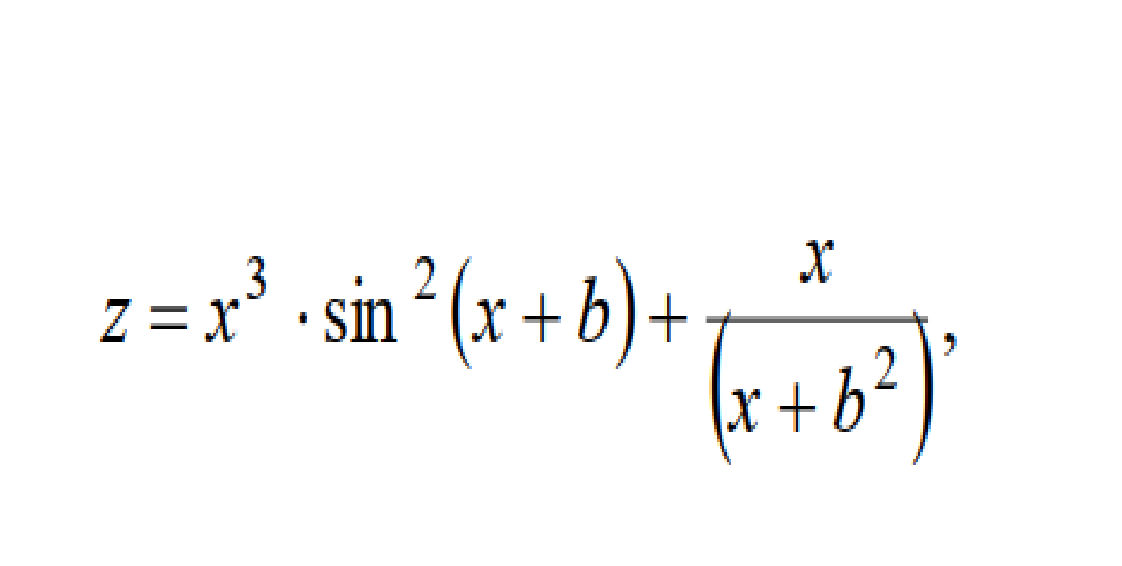 z = x³ · sin²(x + b) + x/(x + b²),